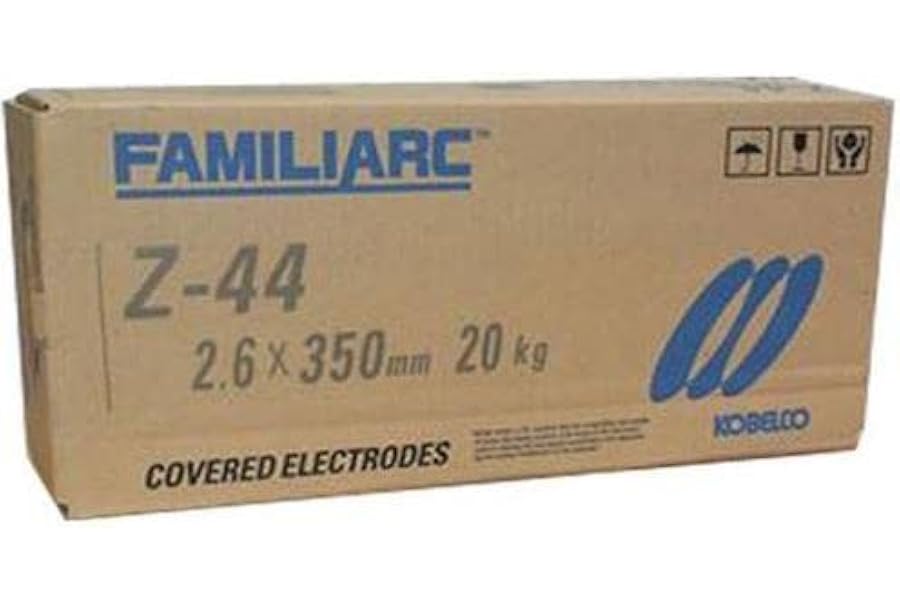 FAMILIARC™
Z-44
2.6 × 350mm 20 kg
KOBELCO
COVERED ELECTRODES